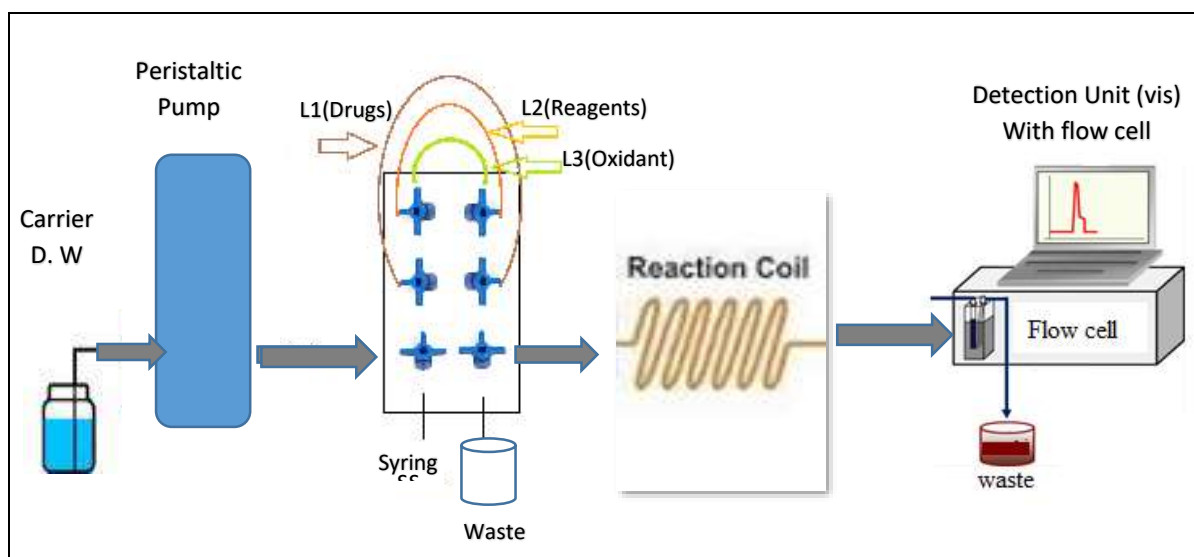 Peristaltic
Pump
L1(Drugs)
L2(Reagents)
L3(Oxidant)
Detection Unit (vis)
With flow cell
Carrier
D. W
Reaction Coil
Flow cell
Syring
Waste
waste